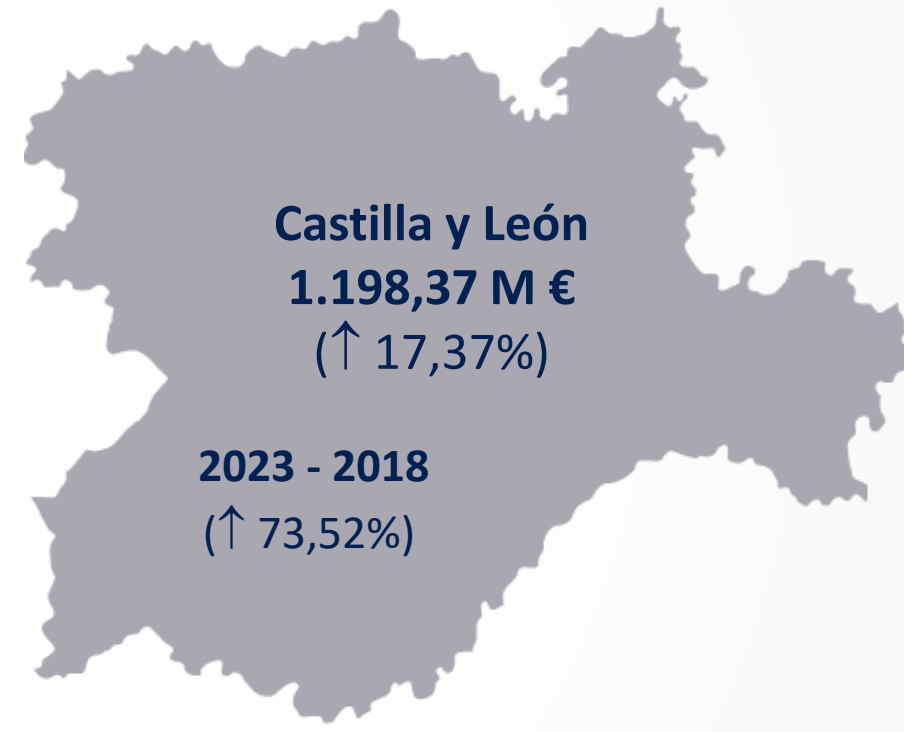 Castilla y León
1.198,37 M €
(↑ 17,37%)
2023 - 2018
(↑ 73,52%)